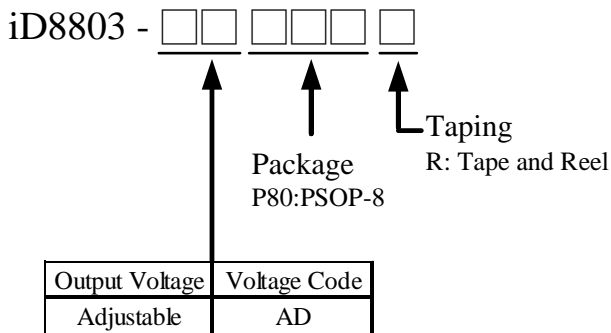 iD8803 - □□ □□□ □
Taping
R: Tape and Reel
Package
P80:PSOP-8
Output Voltage Voltage Code
Adjustable AD